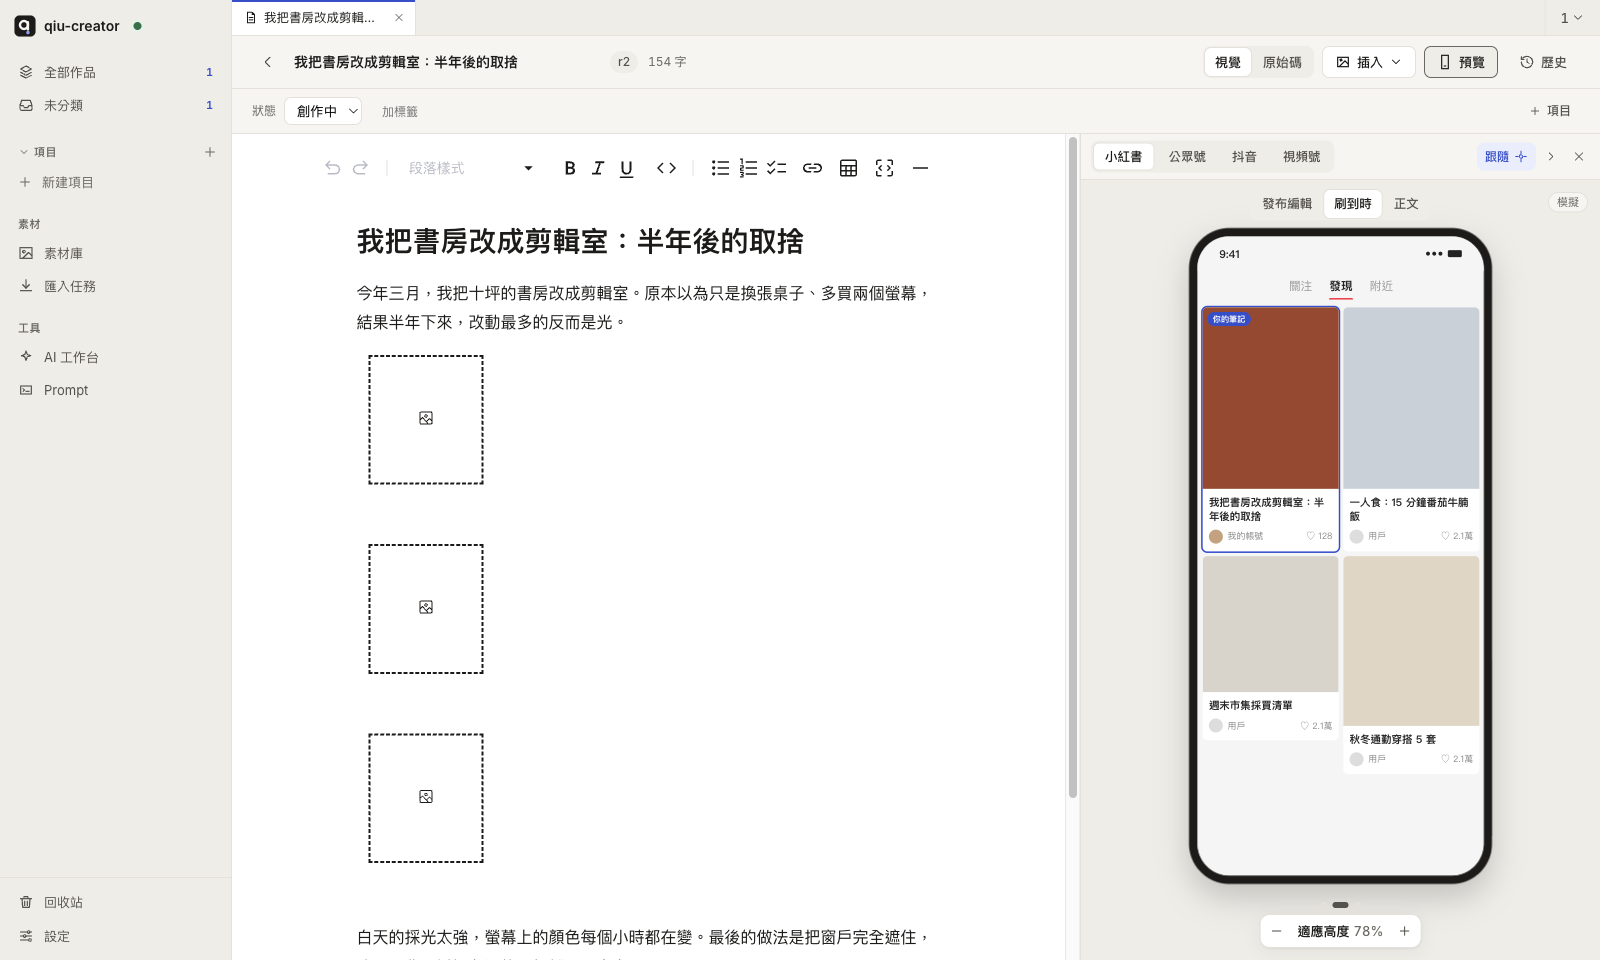 qiu-creator
全部作品 1
未分類 1
項目
新建項目
素材
素材庫
匯入任務
工具
AI 工作台
Prompt
回收站
設定
我把書房改成剪輯...
1
我把書房改成剪輯室：半年後的取捨
r2 154 字
視覺 原始碼 插入 預覽 歷史
狀態 創作中 加標籤
項目
段落樣式 B I U
我把書房改成剪輯室：半年後的取捨
今年三月，我把十坪的書房改成剪輯室。原本以為只是換張桌子、多買兩個螢幕，
結果半年下來，改動最多的反而是光。
白天的採光太強，螢幕上的顏色每個小時都在變。最後的做法是把窗戶完全遮住，
小紅書 公眾號 抖音 視頻號 跟隨
發布編輯 刷到時 正文 模擬
9:41
關注 發現 附近
你的筆記
我把書房改成剪輯室：半
年後的取捨
我的帳號 ♡ 128
一人食：15 分鐘番茄牛腩
飯
用戶 ♡ 2.1萬
週末市集採買清單
用戶 ♡ 2.1萬
秋冬通勤穿搭 5 套
用戶 ♡ 2.1萬
適應高度 78%